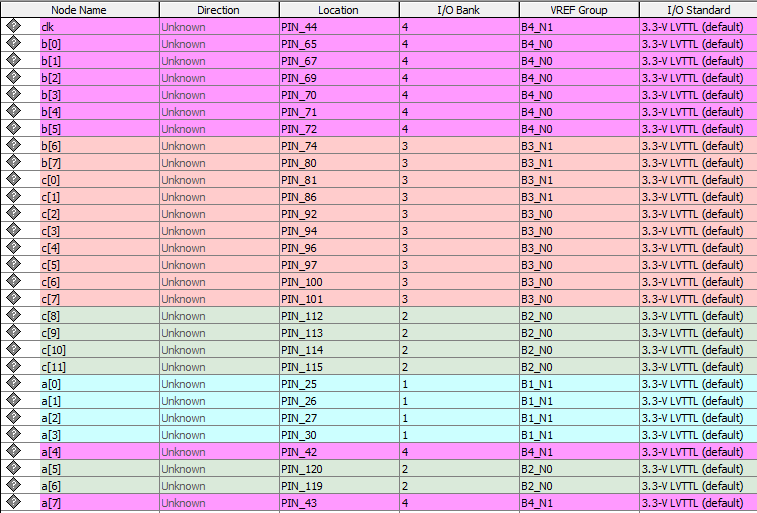 Node Name Direction Location I/O Bank VREF Group I/O Standard
clk Unknown PIN_44 4 B4_N1 3.3-V LVTTL (default)
b[0] Unknown PIN_65 4 B4_N0 3.3-V LVTTL (default)
b[1] Unknown PIN_67 4 B4_N0 3.3-V LVTTL (default)
b[2] Unknown PIN_69 4 B4_N0 3.3-V LVTTL (default)
b[3] Unknown PIN_70 4 B4_N0 3.3-V LVTTL (default)
b[4] Unknown PIN_71 4 B4_N0 3.3-V LVTTL (default)
b[5] Unknown PIN_72 4 B4_N0 3.3-V LVTTL (default)
b[6] Unknown PIN_74 3 B3_N1 3.3-V LVTTL (default)
b[7] Unknown PIN_80 3 B3_N1 3.3-V LVTTL (default)
c[0] Unknown PIN_81 3 B3_N1 3.3-V LVTTL (default)
c[1] Unknown PIN_86 3 B3_N1 3.3-V LVTTL (default)
c[2] Unknown PIN_92 3 B3_N0 3.3-V LVTTL (default)
c[3] Unknown PIN_94 3 B3_N0 3.3-V LVTTL (default)
c[4] Unknown PIN_96 3 B3_N0 3.3-V LVTTL (default)
c[5] Unknown PIN_97 3 B3_N0 3.3-V LVTTL (default)
c[6] Unknown PIN_100 3 B3_N0 3.3-V LVTTL (default)
c[7] Unknown PIN_101 3 B3_N0 3.3-V LVTTL (default)
c[8] Unknown PIN_112 2 B2_N0 3.3-V LVTTL (default)
c[9] Unknown PIN_113 2 B2_N0 3.3-V LVTTL (default)
c[10] Unknown PIN_114 2 B2_N0 3.3-V LVTTL (default)
c[11] Unknown PIN_115 2 B2_N0 3.3-V LVTTL (default)
a[0] Unknown PIN_25 1 B1_N1 3.3-V LVTTL (default)
a[1] Unknown PIN_26 1 B1_N1 3.3-V LVTTL (default)
a[2] Unknown PIN_27 1 B1_N1 3.3-V LVTTL (default)
a[3] Unknown PIN_30 1 B1_N1 3.3-V LVTTL (default)
a[4] Unknown PIN_42 4 B4_N1 3.3-V LVTTL (default)
a[5] Unknown PIN_120 2 B2_N0 3.3-V LVTTL (default)
a[6] Unknown PIN_119 2 B2_N0 3.3-V LVTTL (default)
a[7] Unknown PIN_43 4 B4_N1 3.3-V LVTTL (default)